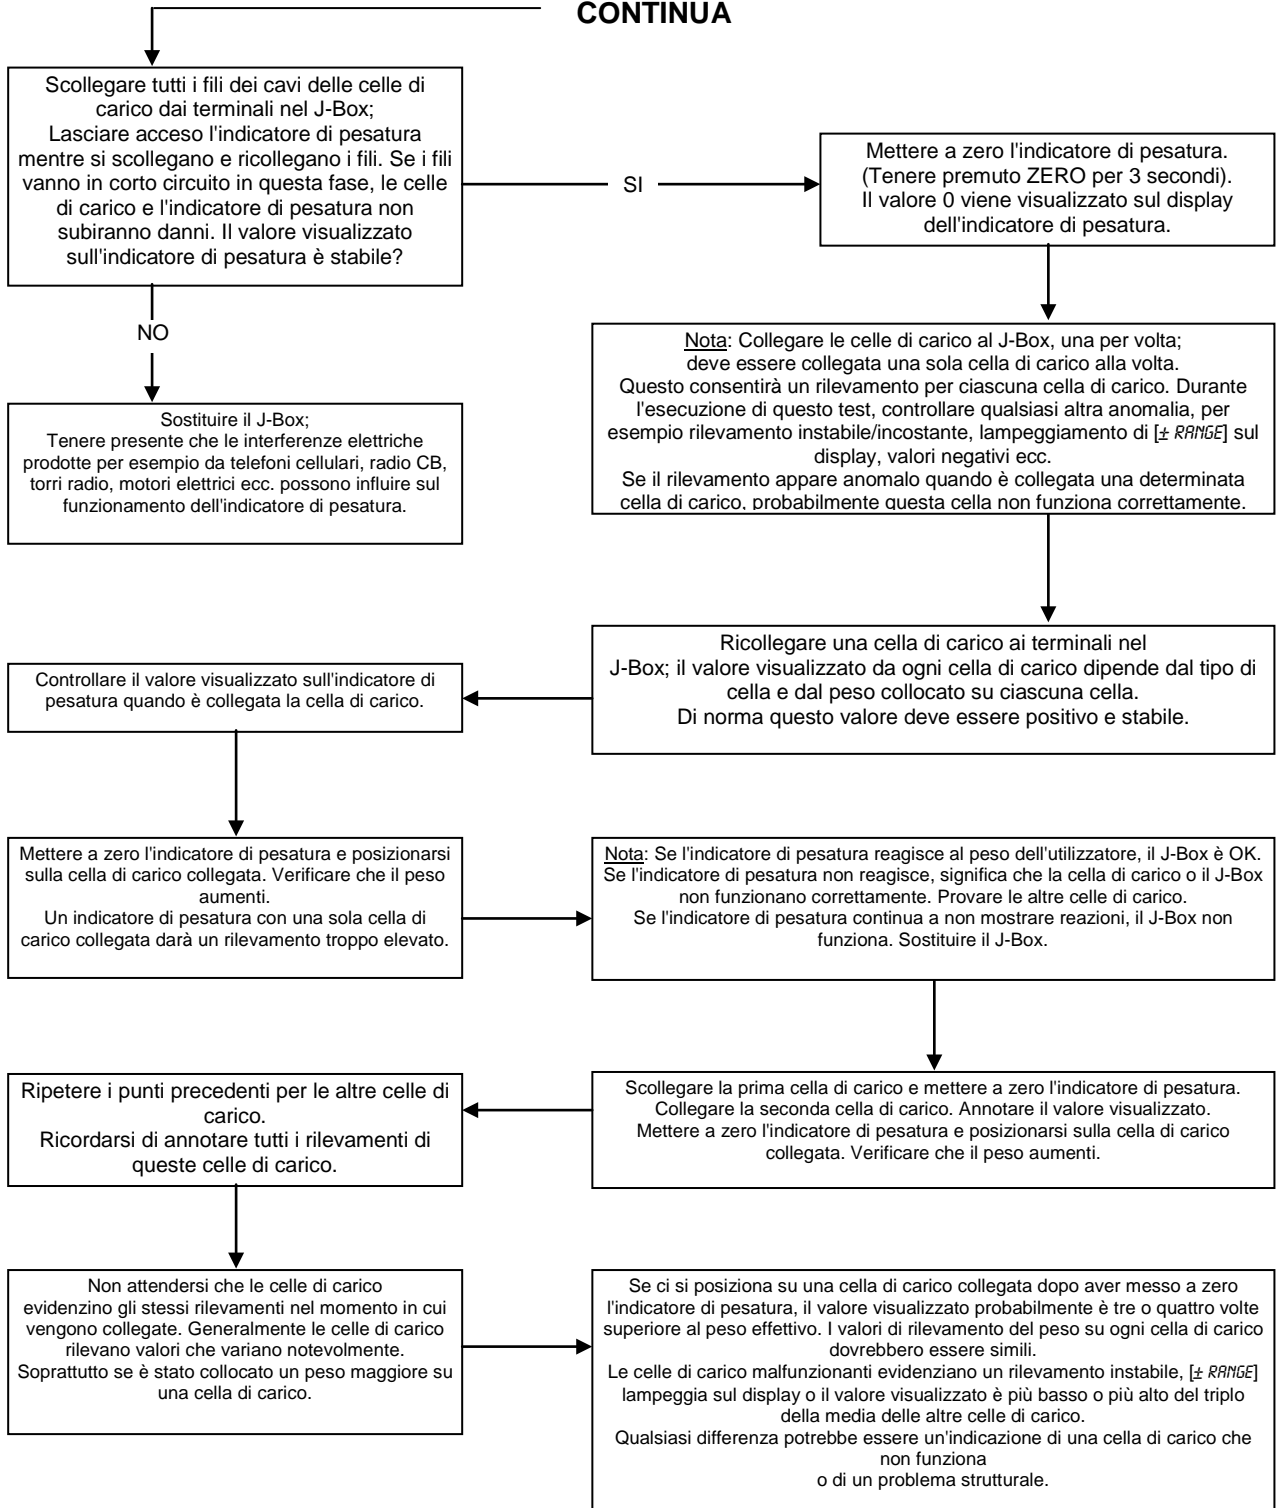 CONTINUA
Scollegare tutti i fili dei cavi delle celle di
carico dai terminali nel J-Box;
Lasciare acceso l'indicatore di pesatura
mentre si scollegano e ricollegano i fili. Se i fili
vanno in corto circuito in questa fase, le celle
di carico e l'indicatore di pesatura non
subiranno danni. Il valore visualizzato
sull'indicatore di pesatura è stabile?
SI
Mettere a zero l'indicatore di pesatura.
(Tenere premuto ZERO per 3 secondi).
Il valore 0 viene visualizzato sul display
dell'indicatore di pesatura.
NO
Sostituire il J-Box;
Tenere presente che le interferenze elettriche
prodotte per esempio da telefoni cellulari, radio CB,
torri radio, motori elettrici ecc. possono influire sul
funzionamento dell'indicatore di pesatura.
Nota: Collegare le celle di carico al J-Box, una per volta;
deve essere collegata una sola cella di carico alla volta.
Questo consentirà un rilevamento per ciascuna cella di carico. Durante
l'esecuzione di questo test, controllare qualsiasi altra anomalia, per
esempio rilevamento instabile/incostante, lampeggiamento di [± RANGE] sul
display, valori negativi ecc.
Se il rilevamento appare anomalo quando è collegata una determinata
cella di carico, probabilmente questa cella non funziona correttamente.
Ricollegare una cella di carico ai terminali nel
J-Box; il valore visualizzato da ogni cella di carico dipende dal tipo di
cella e dal peso collocato su ciascuna cella.
Di norma questo valore deve essere positivo e stabile.
Controllare il valore visualizzato sull'indicatore di
pesatura quando è collegata la cella di carico.
Mettere a zero l'indicatore di pesatura e posizionarsi
sulla cella di carico collegata. Verificare che il peso
aumenti.
Un indicatore di pesatura con una sola cella di
carico collegata darà un rilevamento troppo elevato.
Nota: Se l'indicatore di pesatura reagisce al peso dell'utilizzatore, il J-Box è OK.
Se l'indicatore di pesatura non reagisce, significa che la cella di carico o il J-Box
non funzionano correttamente. Provare le altre celle di carico.
Se l'indicatore di pesatura continua a non mostrare reazioni, il J-Box non
funziona. Sostituire il J-Box.
Scollegare la prima cella di carico e mettere a zero l'indicatore di pesatura.
Collegare la seconda cella di carico. Annotare il valore visualizzato.
Mettere a zero l'indicatore di pesatura e posizionarsi sulla cella di carico
collegata. Verificare che il peso aumenti.
Ripetere i punti precedenti per le altre celle di
carico.
Ricordarsi di annotare tutti i rilevamenti di
queste celle di carico.
Non attendersi che le celle di carico
evidenzino gli stessi rilevamenti nel momento in cui
vengono collegate. Generalmente le celle di carico
rilevano valori che variano notevolmente.
Soprattutto se è stato collocato un peso maggiore su
una cella di carico.
Se ci si posiziona su una cella di carico collegata dopo aver messo a zero
l'indicatore di pesatura, il valore visualizzato probabilmente è tre o quattro volte
superiore al peso effettivo. I valori di rilevamento del peso su ogni cella di carico
dovrebbero essere simili.
Le celle di carico malfunzionanti evidenziano un rilevamento instabile, [± RANGE]
lampeggia sul display o il valore visualizzato è più basso o più alto del triplo
della media delle altre celle di carico.
Qualsiasi differenza potrebbe essere un'indicazione di una cella di carico che
non funziona
o di un problema strutturale.